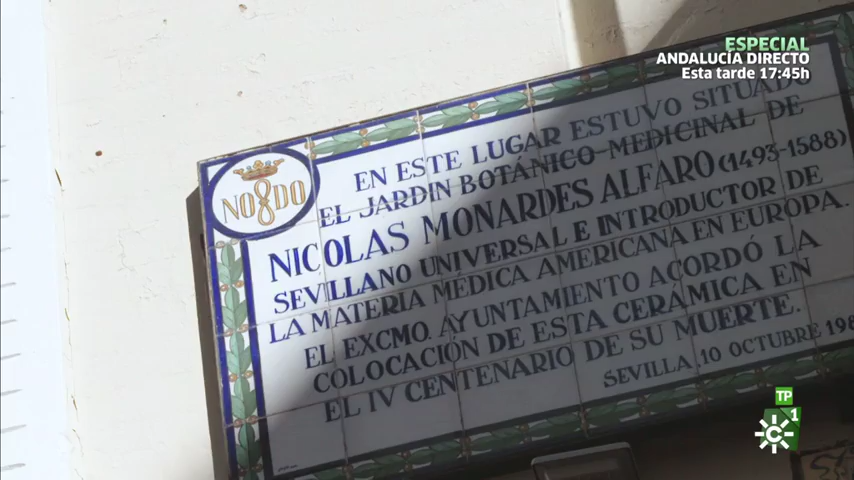 ESPECIAL
ANDALUCÍA DIRECTO
Esta tarde 17:45h
NO8DO
EN ESTE LUGAR ESTUVO SITUADO
EL JARDIN BOTÁNICO-MEDICINAL DE
NICOLAS MONARDES ALFARO (1493-1588)
SEVILLANO UNIVERSAL E INTRODUCTOR DE
LA MATERIA MÉDICA AMERICANA EN EUROPA.
EL EXCMO. AYUNTAMIENTO ACORDÓ LA
COLOCACIÓN DE ESTA CERÁMICA EN
EL IV CENTENARIO DE SU MUERTE.
SEVILLA, 10 OCTUBRE 198
TP
1